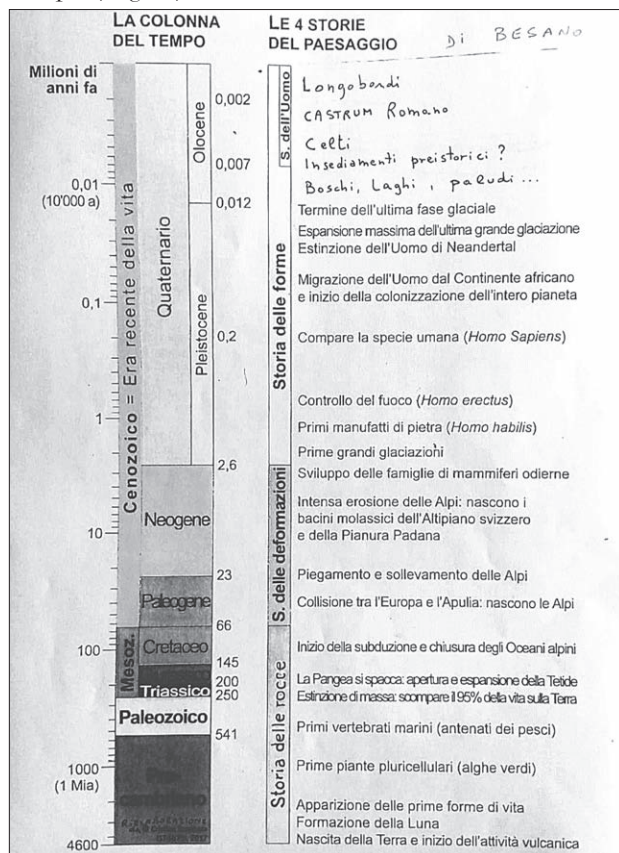 LA COLONNA
DEL TEMPO
LE 4 STORIE
DEL PAESAGGIO
Di BESANO
Milioni di
anni fa
0,01
(10'000 a)
0,1
1
10
100
1000
(1 Mia)
4600
Cenozoico = Era recente della vita
Mesoz.
Quaternario
Olocene
Pleistocene
Neogene
Paleogene
Cretaceo
Triassico
Paleozoico
0,002
0,007
0,012
0,2
2,6
23
66
145
200
250
541
S. dell'Uomo
Storia delle forme
S. delle deformazioni
Storia delle rocce
Longobardi
CASTRUM Romano
Celti
Insediamenti preistorici ?
Boschi, Laghi, paludi ...
Termine dell'ultima fase glaciale
Espansione massima dell'ultima grande glaciazione
Estinzione dell'Uomo di Neandertal
Migrazione dell'Uomo dal Continente africano
e inizio della colonizzazione dell'intero pianeta
Compare la specie umana (Homo Sapiens)
Controllo del fuoco (Homo erectus)
Primi manufatti di pietra (Homo habilis)
Prime grandi glaciazioni
Sviluppo delle famiglie di mammiferi odierne
Intensa erosione delle Alpi: nascono i
bacini molassici dell'Altipiano svizzero
e della Pianura Padana
Piegamento e sollevamento delle Alpi
Collisione tra l'Europa e l'Apulia: nascono le Alpi
Inizio della subduzione e chiusura degli Oceani alpini
La Pangea si spacca: apertura e espansione della Tetide
Estinzione di massa: scompare il 95% della vita sulla Terra
Primi vertebrati marini (antenati dei pesci)
Prime piante pluricellulari (alghe verdi)
Apparizione delle prime forme di vita
Formazione della Luna
Nascita della Terra e inizio dell'attività vulcanica